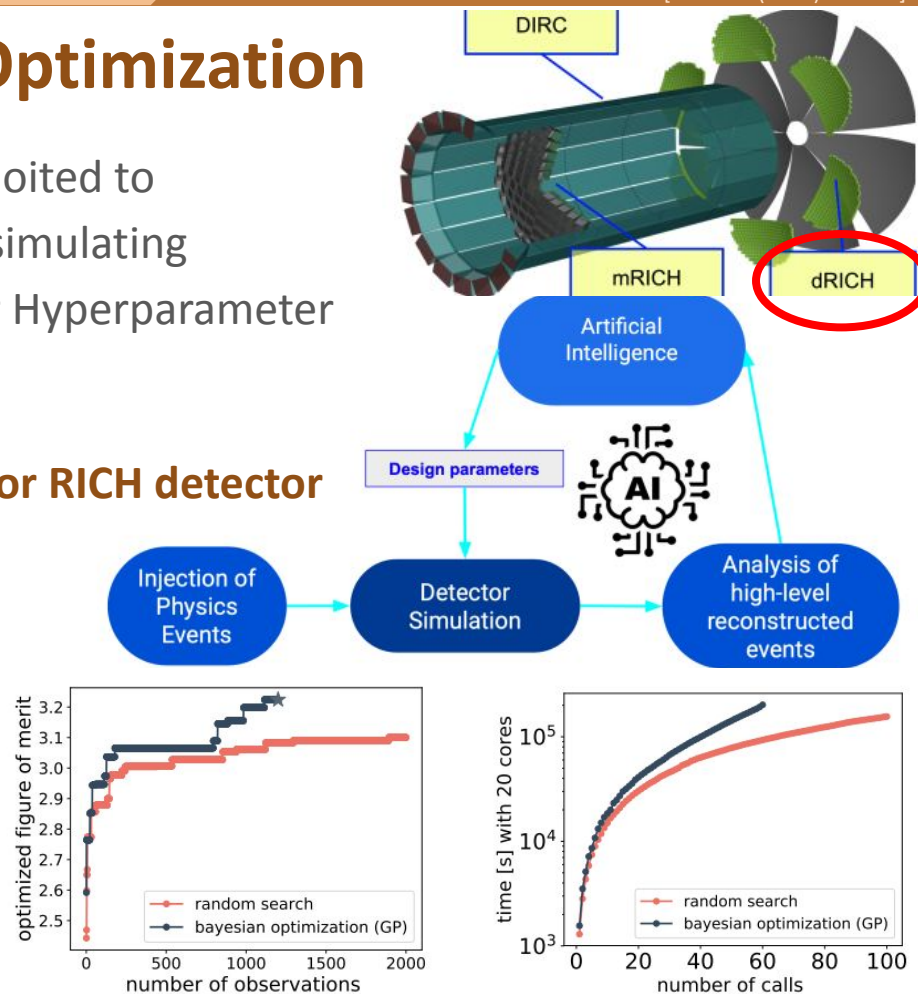 Optimization
DIRC
mRICH
dRICH
oited to
simulating
Hyperparameter
or RICH detector
Artificial
Intelligence
Design parameters
AI
Injection of
Physics
Events
Detector
Simulation
Analysis of
high-level
reconstructed
events
optimized figure of merit
3.2
3.1
3.0
2.9
2.8
2.7
2.6
2.5
random search
bayesian optimization (GP)
0 500 1000 1500 2000
number of observations
time [s] with 20 cores
10⁵
10⁴
10³
random search
bayesian optimization (GP)
0 20 40 60 80 100
number of calls